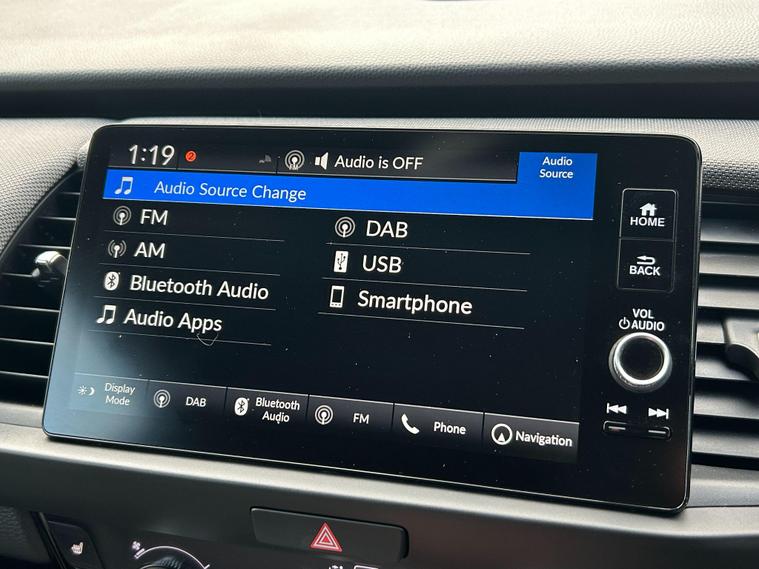 1:19 2 Audio is OFF
Audio
Source
Audio Source Change
FM
DAB
AM
USB
Bluetooth Audio
Smartphone
Audio Apps
Display
Mode
DAB
Bluetooth
Audio
FM
Phone
Navigation
HOME
BACK
VOL
AUDIO